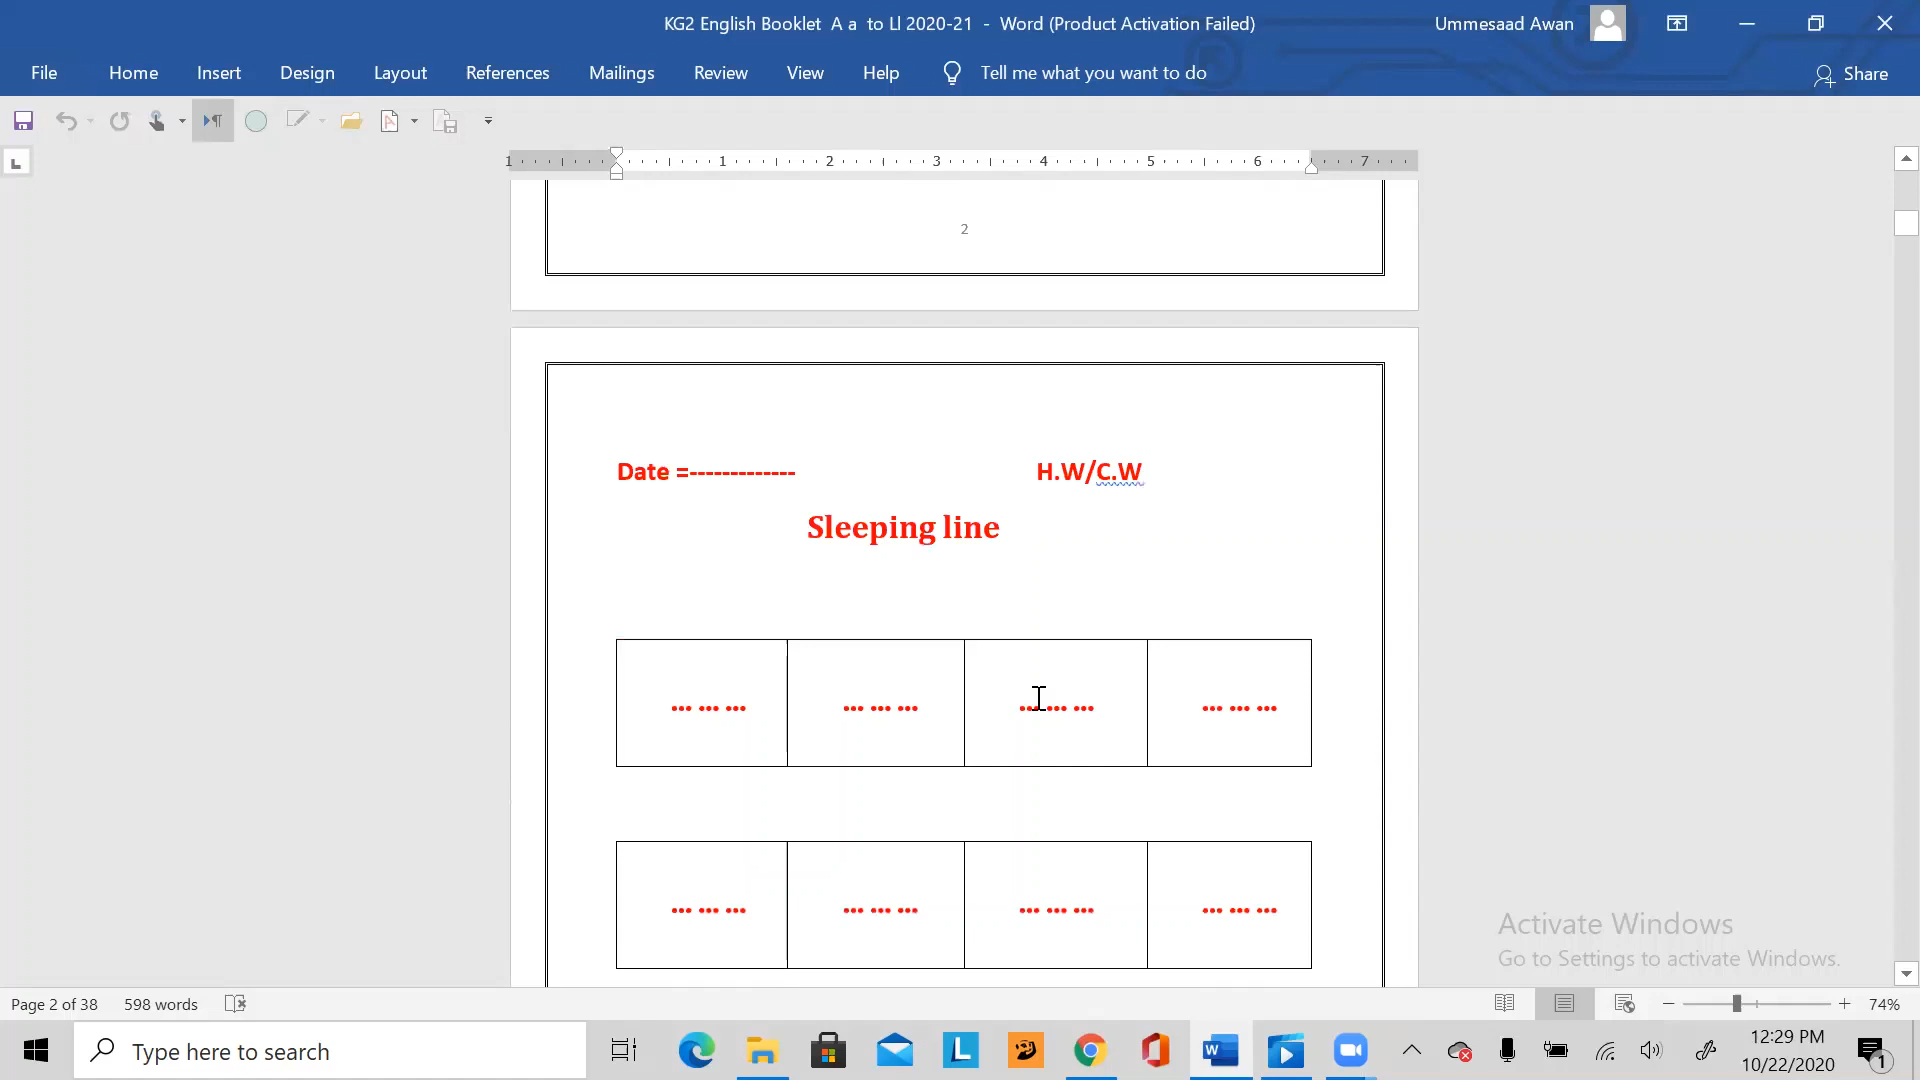 KG2 English Booklet  A a  to Ll 2020-21  -  Word (Product Activation Failed)
Ummesaad Awan
File Home Insert Design Layout References Mailings Review View Help Tell me what you want to do Share
1 1 2 3 4 5 6 7
2
Date =------------- H.W/C.W
Sleeping line
... ... ... ... ... ... ... ... ... ... ... ...
... ... ... ... ... ... ... ... ... ... ... ...
Activate Windows
Go to Settings to activate Windows.
Page 2 of 38 598 words 74%
Type here to search
12:29 PM
10/22/2020
1